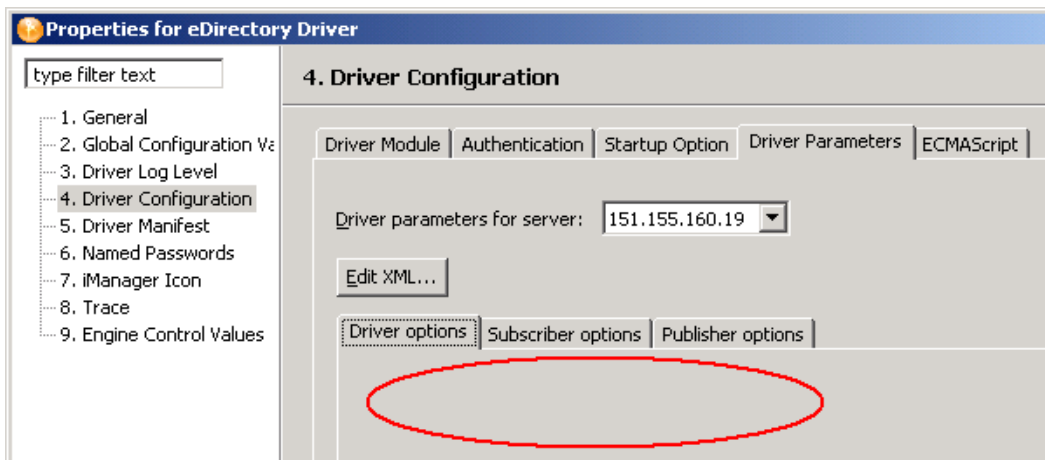 Properties for eDirectory Driver
type filter text
4. Driver Configuration
1. General
2. Global Configuration Va
3. Driver Log Level
4. Driver Configuration
5. Driver Manifest
6. Named Passwords
7. iManager Icon
8. Trace
9. Engine Control Values
Driver Module Authentication Startup Option Driver Parameters ECMAScript
Driver parameters for server: 151.155.160.19
Edit XML...
Driver options Subscriber options Publisher options